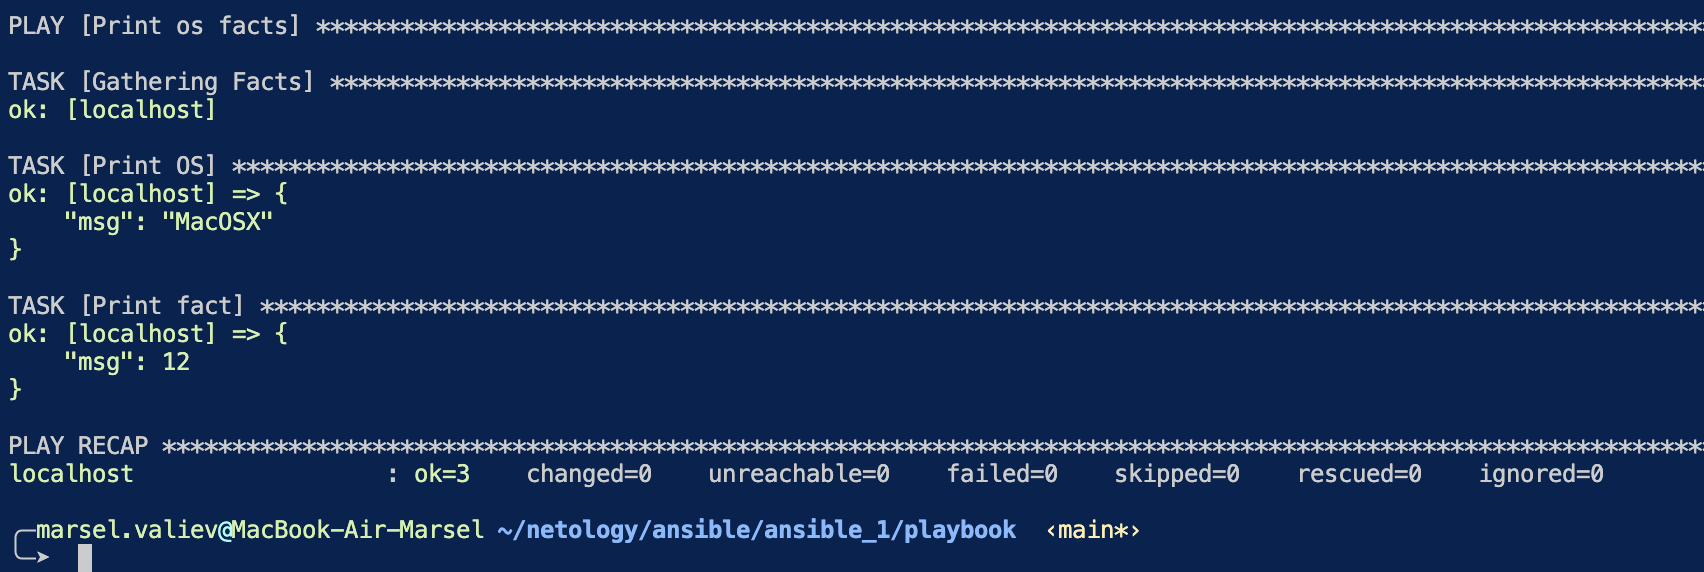 PLAY [Print os facts] ***************************************************************************************************
TASK [Gathering Facts] **************************************************************************************************
ok: [localhost]
TASK [Print OS] *********************************************************************************************************
ok: [localhost] => {
    "msg": "MacOSX"
}
TASK [Print fact] *******************************************************************************************************
ok: [localhost] => {
    "msg": 12
}
PLAY RECAP **************************************************************************************************************
localhost                  : ok=3    changed=0    unreachable=0    failed=0    skipped=0    rescued=0    ignored=0
marsel.valiev@MacBook-Air-Marsel ~/netology/ansible/ansible_1/playbook  ‹main*›